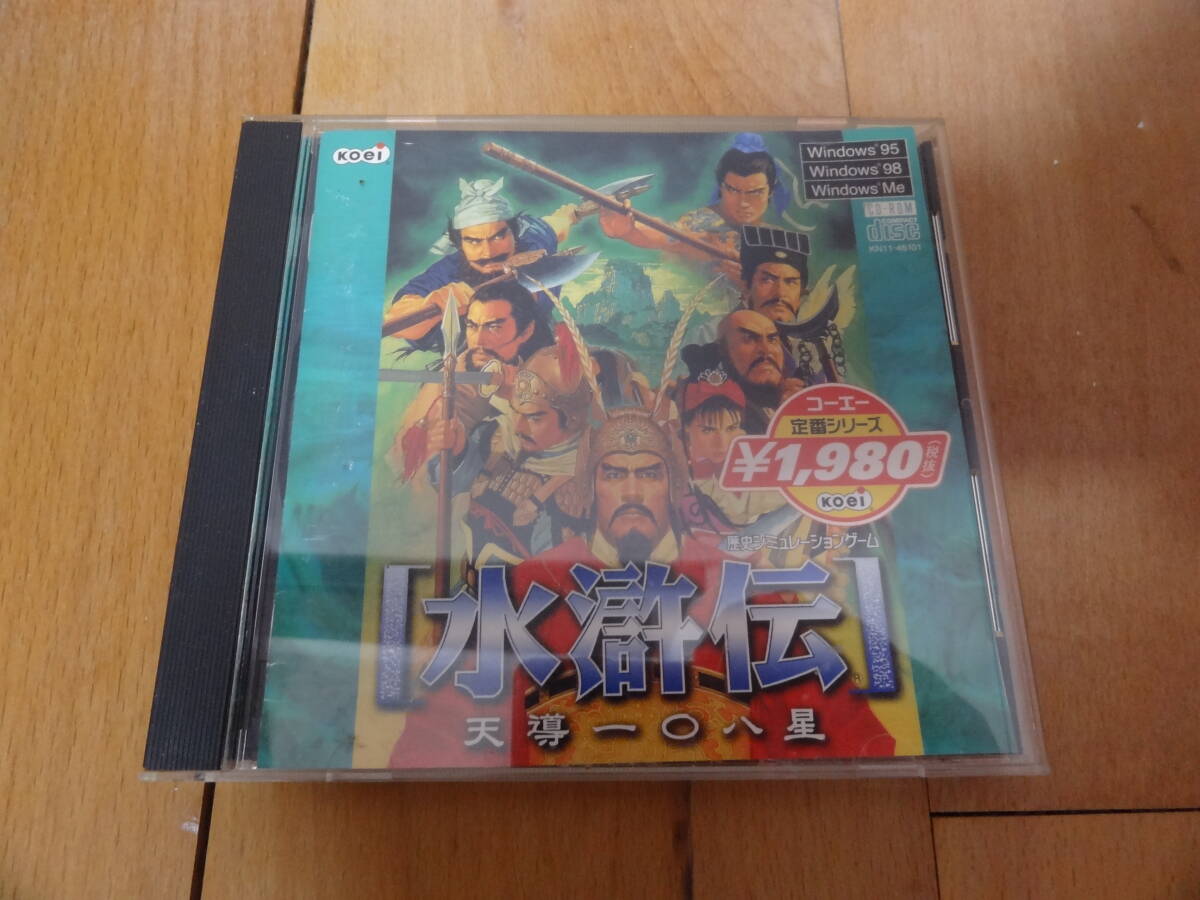 KOEI
Windows®95
Windows®98
Windows®Me
CD-ROM
COMPACT
disc
KN11-46101
コーエー
定番シリーズ
¥1,980(税抜)
KOEI
歴史シミュレーションゲーム
[水滸伝]
天導一〇八星